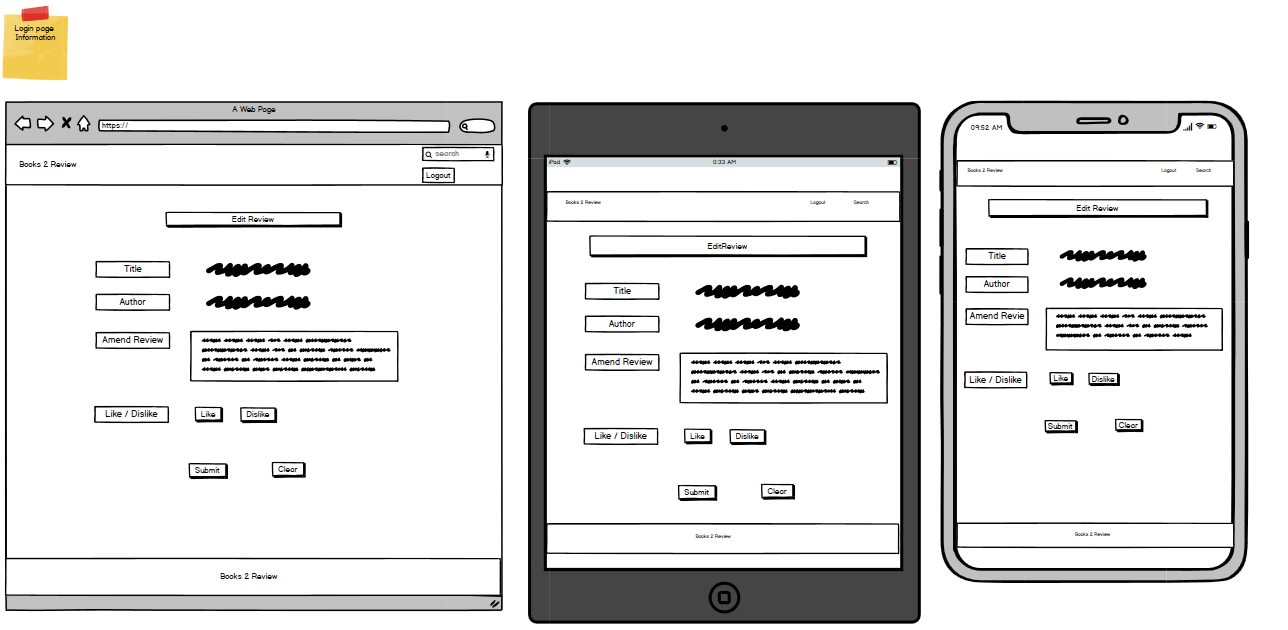 Login page
Information
A Web Page
https://
search
Books 2 Review
Logout
Edit Review
Title
Author
Amend Review
Like / Dislike
Like
Dislike
Submit
Clear
Books 2 Review
iPod
0:33 AM
Books 2 Review
Logout
Search
EditReview
Title
Author
Amend Review
Like / Dislike
Like
Dislike
Submit
Clear
Books 2 Review
09:52 AM
Books 2 Review
Logout
Search
Edit Review
Title
Author
Amend Revie
Like / Dislike
Like
Dislike
Submit
Clear
Books 2 Review